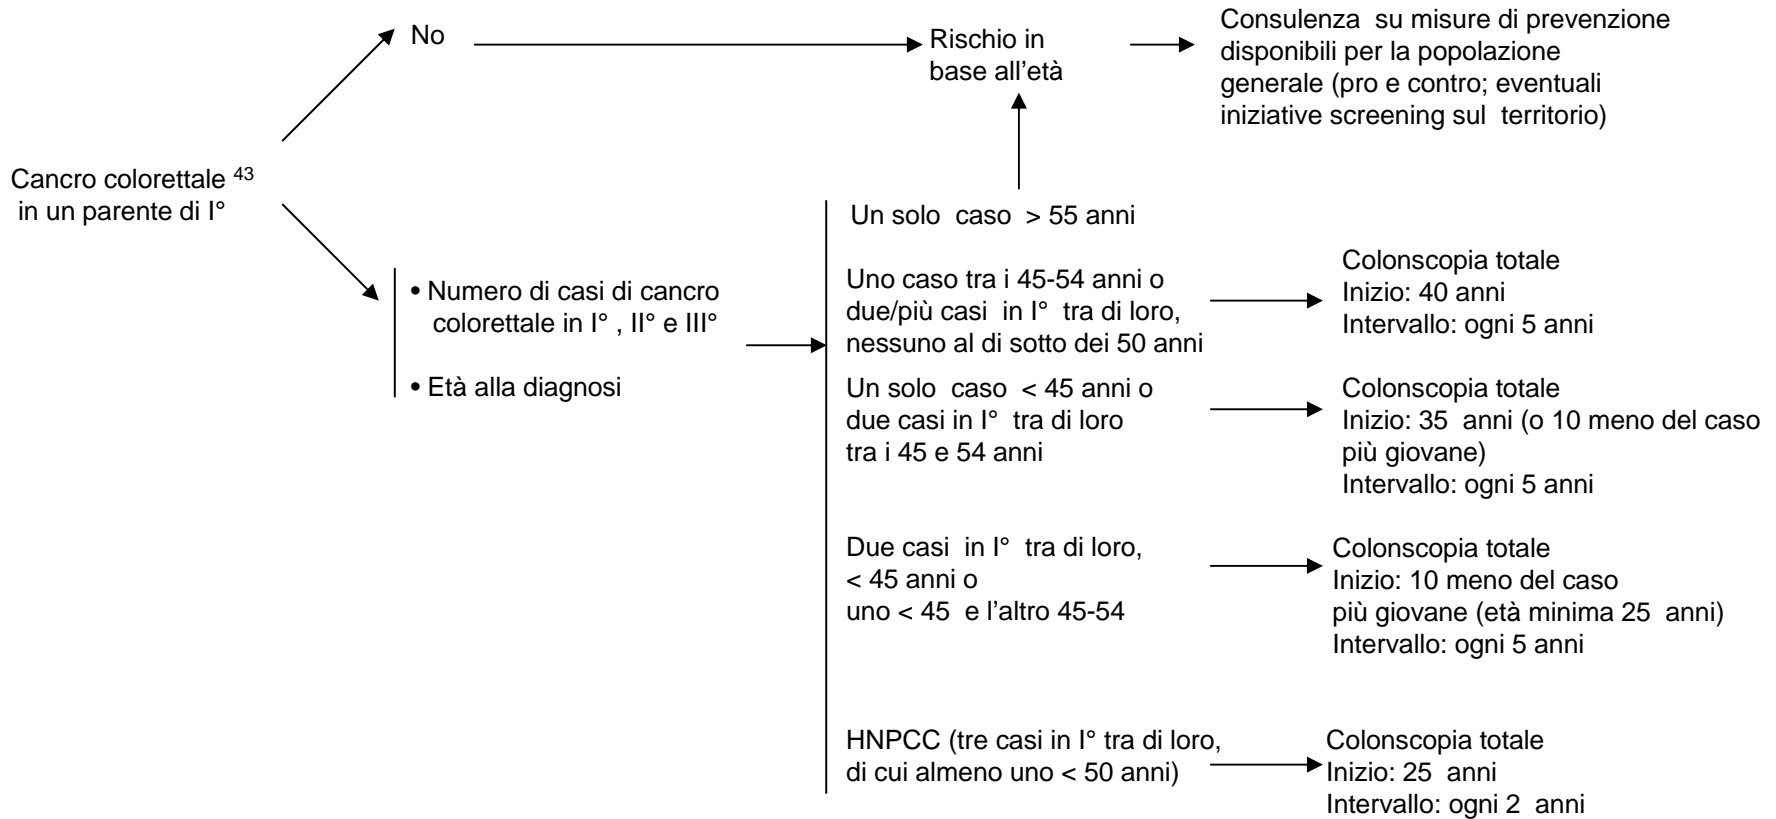 No
Rischio in
base all'età
Consulenza su misure di prevenzione
disponibili per la popolazione
generale (pro e contro; eventuali
iniziative screening sul territorio)
Cancro colorettale 43
in un parente di I°
• Numero di casi di cancro
colorettale in I° , II° e III°
• Età alla diagnosi
Un solo caso > 55 anni
Uno caso tra i 45-54 anni o
due/più casi in I° tra di loro,
nessuno al di sotto dei 50 anni
Colonscopia totale
Inizio: 40 anni
Intervallo: ogni 5 anni
Un solo caso < 45 anni o
due casi in I° tra di loro
tra i 45 e 54 anni
Colonscopia totale
Inizio: 35 anni (o 10 meno del caso
più giovane)
Intervallo: ogni 5 anni
Due casi in I° tra di loro,
< 45 anni o
uno < 45 e l'altro 45-54
Colonscopia totale
Inizio: 10 meno del caso
più giovane (età minima 25 anni)
Intervallo: ogni 5 anni
HNPCC (tre casi in I° tra di loro,
di cui almeno uno < 50 anni)
Colonscopia totale
Inizio: 25 anni
Intervallo: ogni 2 anni